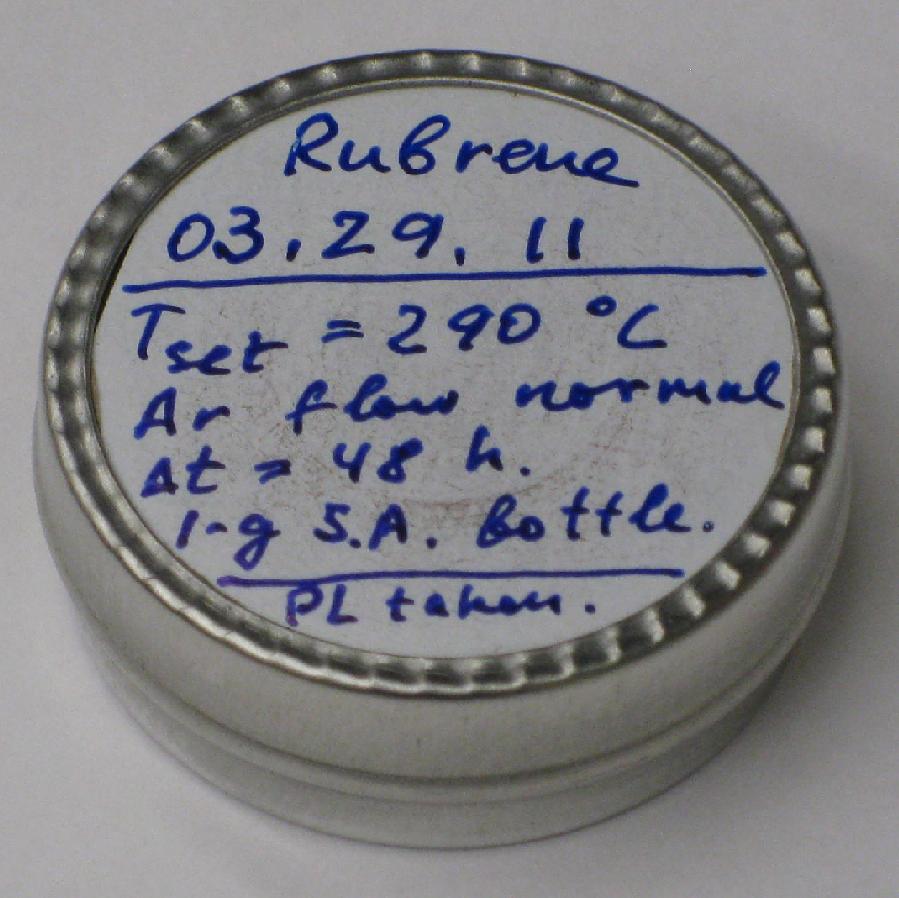 Rubrene
03.29.11
Tset = 290 °C
Ar flow normal
Δt = 48 h.
1-g S.A. bottle.
PL taken.